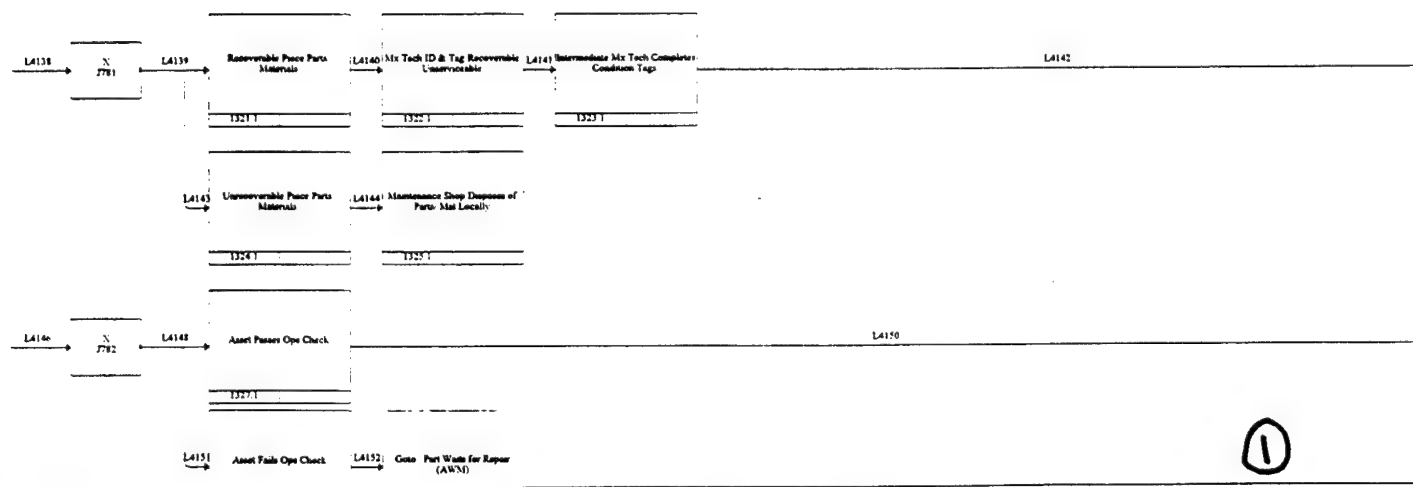 L4138
X
J781
L4139
Recoverable Piece Parts
Materials
1321.1
L4140
Mx Tech ID & Tag Recoverable
Unserviceable
1322.1
L4141
Intermediate Mx Tech Completes
Condition Tags
1323.1
L4142
L4143
Unrecoverable Piece Parts
Materials
1324.1
L4144
Maintenance Shop Disposes of
Parts/Mat Locally
1325.1
L4146
X
J782
L4148
Asset Passes Ops Check
1327.1
L4150
L4151
Asset Fails Ops Check
L4152
Goto Part Waits for Repair
(AWM)
1